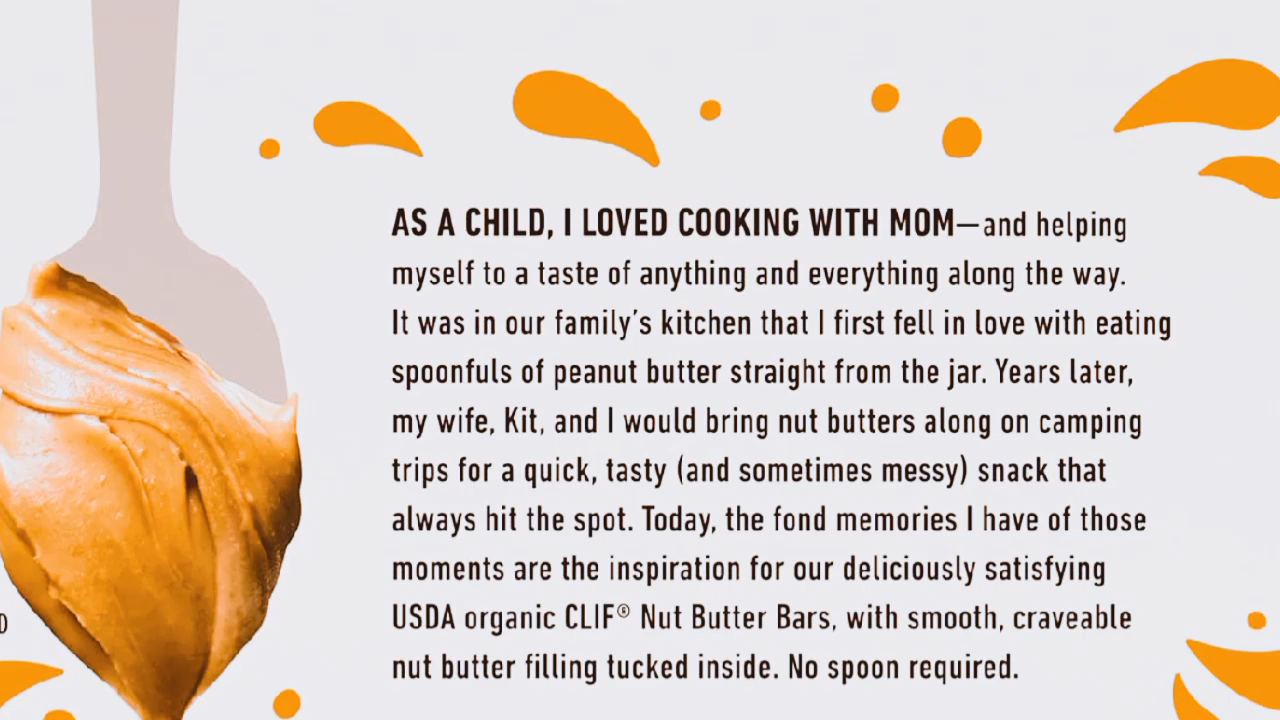 AS A CHILD, I LOVED COOKING WITH MOM—and helping
myself to a taste of anything and everything along the way.
It was in our family’s kitchen that I first fell in love with eating
spoonfuls of peanut butter straight from the jar. Years later,
my wife, Kit, and I would bring nut butters along on camping
trips for a quick, tasty (and sometimes messy) snack that
always hit the spot. Today, the fond memories I have of those
moments are the inspiration for our deliciously satisfying
USDA organic CLIF® Nut Butter Bars, with smooth, craveable
nut butter filling tucked inside. No spoon required.